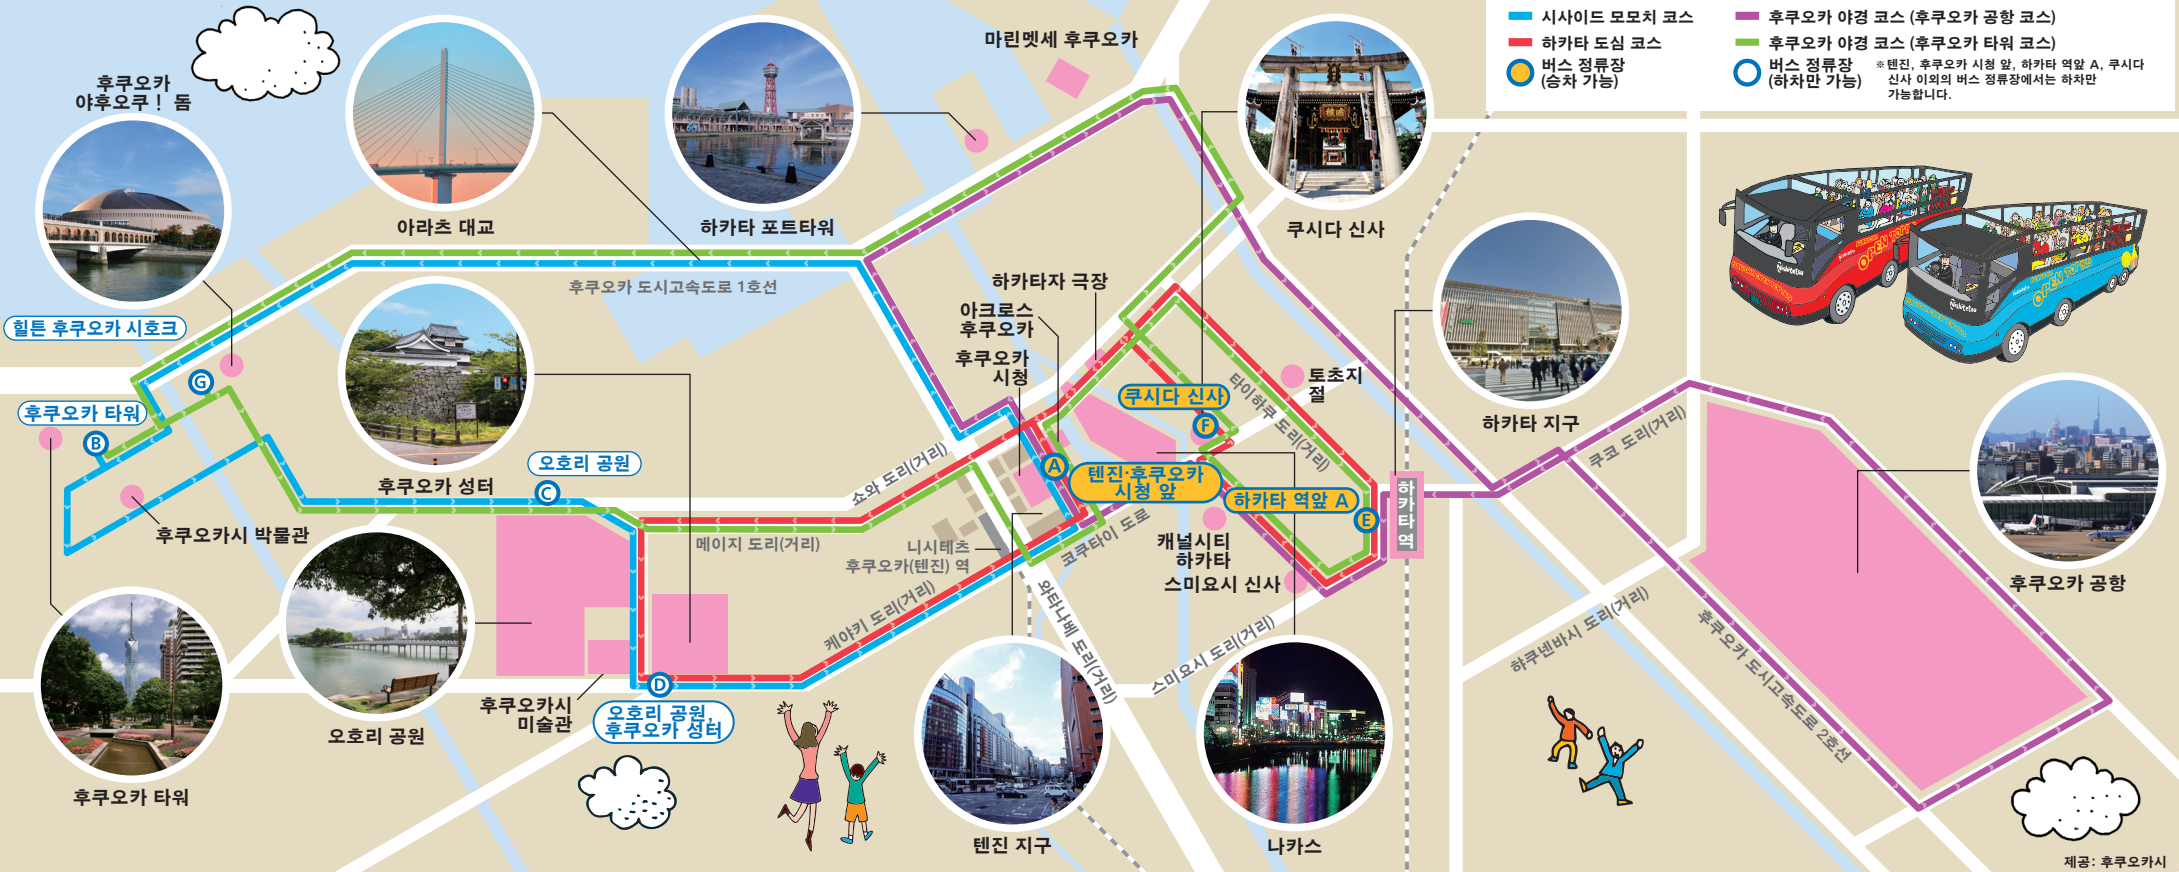 시사이드 모모치 코스
하카타 도심 코스
버스 정류장
(승차 가능)
후쿠오카 야경 코스 (후쿠오카 공항 코스)
후쿠오카 야경 코스 (후쿠오카 타워 코스)
버스 정류장
(하차만 가능)
※텐진, 후쿠오카 시청 앞, 하카타 역앞 A, 쿠시다
신사 이외의 버스 정류장에서는 하차만
가능합니다.
후쿠오카
야후오쿠! 돔
아라츠 대교
하카타 포트타워
마린멧세 후쿠오카
쿠시다 신사
하카타 지구
힐튼 후쿠오카 시호크
G
후쿠오카 타워
B
후쿠오카 도시고속도로 1호선
하카타자 극장
아크로스
후쿠오카
후쿠오카
시청
토초지
절
타이하쿠 도리(거리)
쿠시다 신사
F
쿠코 도리(거리)
오호리 공원
C
후쿠오카 성터
쇼와 도리(거리)
A
텐진·후쿠오카
시청 앞
하카타 역앞 A
E
하카타역
후쿠오카시 박물관
메이지 도리(거리)
니시테츠
후쿠오카(텐진) 역
코쿠타이 도로
캐널시티
하카타
스미요시 신사
후쿠오카 공항
케야키 도리(거리)
와타나베 도리(거리)
스미요시 도리(거리)
햐쿠넨바시 도리(거리)
후쿠오카 도시고속도로 2호선
D
오호리 공원,
후쿠오카 성터
후쿠오카시
미술관
오호리 공원
후쿠오카 타워
텐진 지구
나카스
OPEN TOP BUS
Nishitetsu
OPEN TOP BUS
Nishitetsu
제공: 후쿠오카시